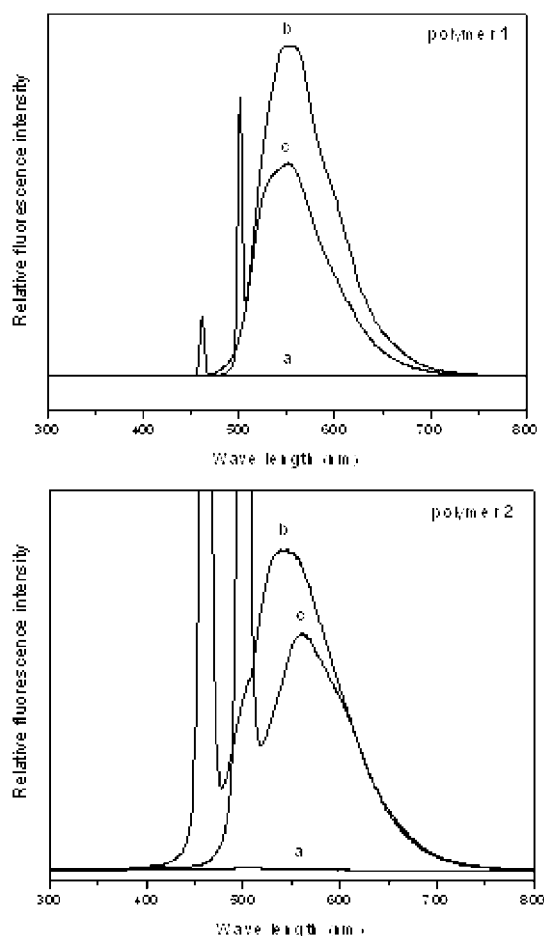 b
polymer 1
c
a
Relative fluorescence intensity
300 400 500 600 700 800
Wave length (nm)
b
polymer 2
c
a
Relative fluorescence intensity
300 400 500 600 700 800
Wave length (nm)